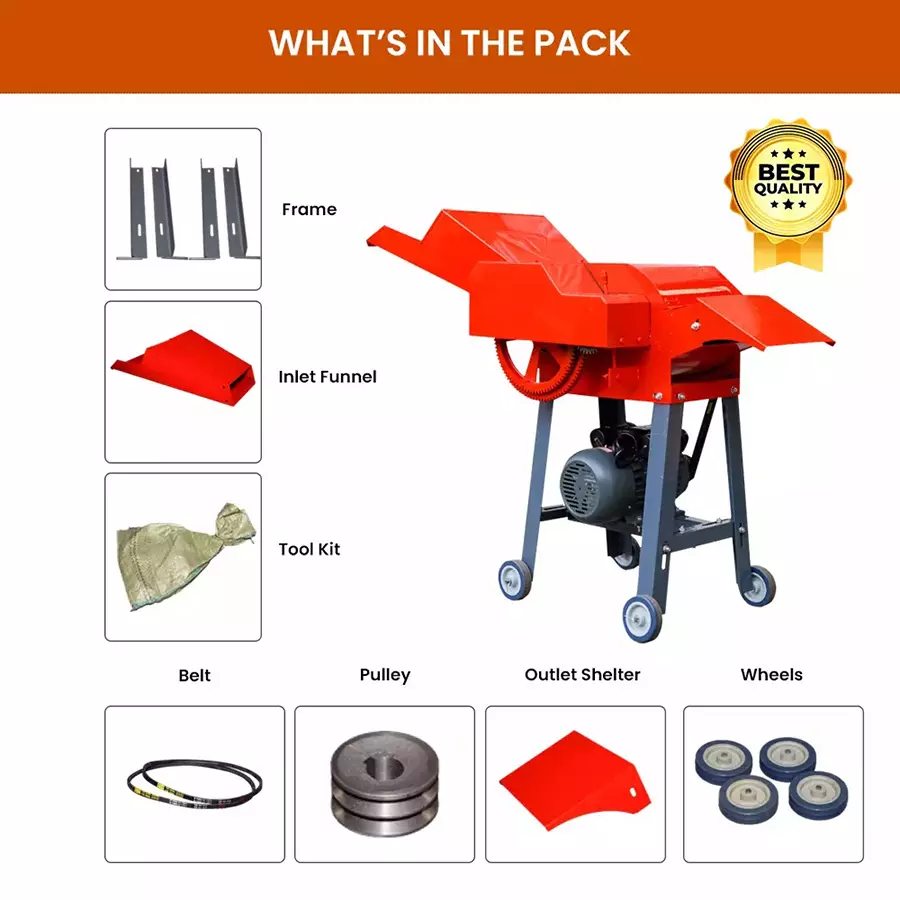 WHAT’S IN THE PACK
BEST
QUALITY
Frame
Inlet Funnel
Tool Kit
Belt
Pulley
Outlet Shelter
Wheels